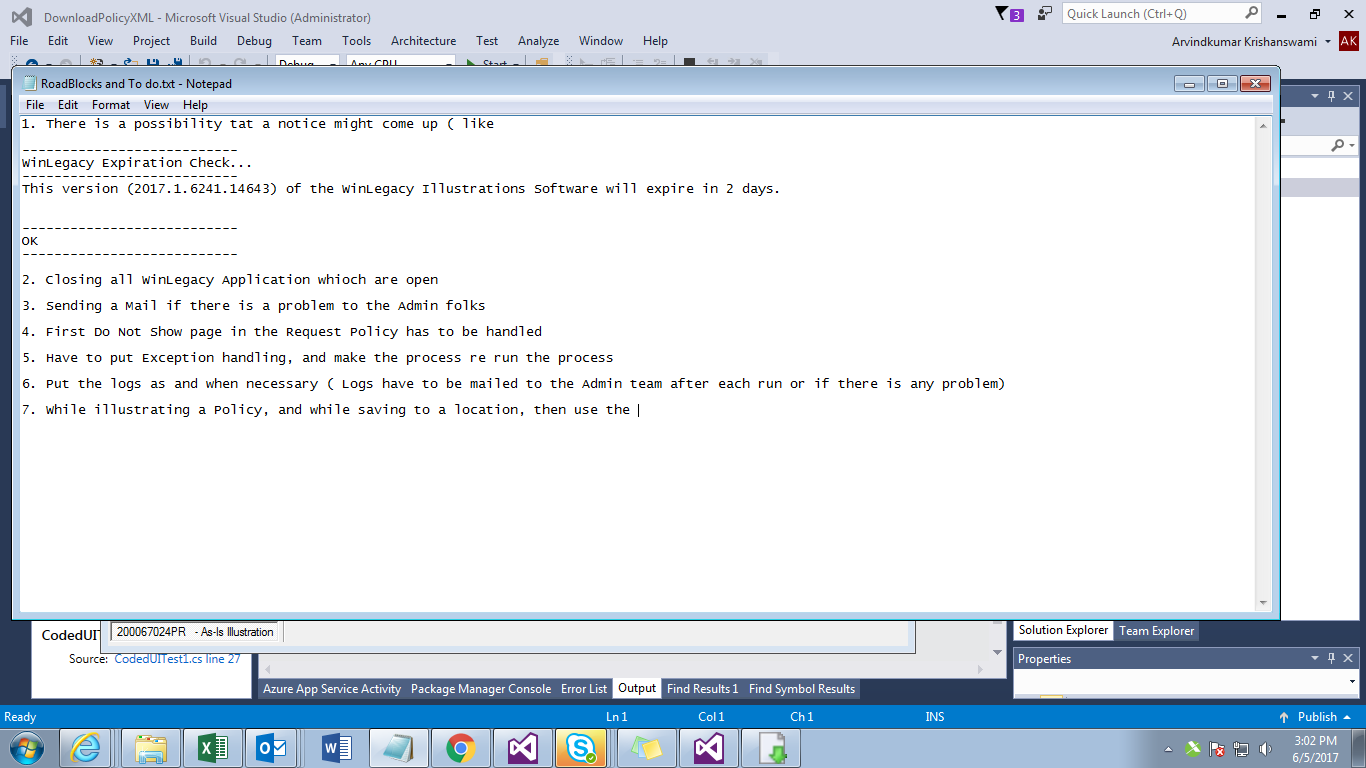 DownloadPolicyXML - Microsoft Visual Studio (Administrator)
3
Quick Launch (Ctrl+Q)
File Edit View Project Build Debug Team Tools Architecture Test Analyze Window Help
Arvindkumar Krishanswami
AK
Debug Any CPU Start
RoadBlocks and To do.txt - Notepad
File Edit Format View Help
1. There is a possibility tat a notice might come up ( like
---------------------------
WinLegacy Expiration Check...
---------------------------
This version (2017.1.6241.14643) of the WinLegacy Illustrations Software will expire in 2 days.
---------------------------
OK
---------------------------
2. Closing all WinLegacy Application whioch are open
3. Sending a Mail if there is a problem to the Admin folks
4. First Do Not Show page in the Request Policy has to be handled
5. Have to put Exception handling, and make the process re run the process
6. Put the logs as and when necessary ( Logs have to be mailed to the Admin team after each run or if there is any problem)
7. While illustrating a Policy, and while saving to a location, then use the
CodedUIT
200067024PR - As-Is Illustration
Source: CodedUITest1.cs line 27
Solution Explorer Team Explorer
Properties
Azure App Service Activity Package Manager Console Error List Output Find Results 1 Find Symbol Results
Ready Ln 1 Col 1 Ch 1 INS Publish
3:02 PM
6/5/2017